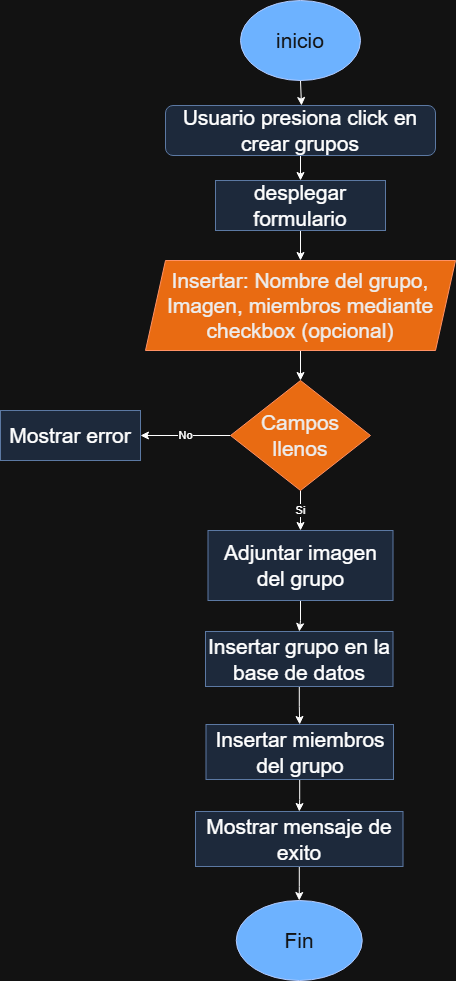 inicio
Usuario presiona click en
crear grupos
desplegar
formulario
Insertar: Nombre del grupo,
Imagen, miembros mediante
checkbox (opcional)
Campos
llenos
No
Mostrar error
Si
Adjuntar imagen
del grupo
Insertar grupo en la
base de datos
Insertar miembros
del grupo
Mostrar mensaje de
exito
Fin